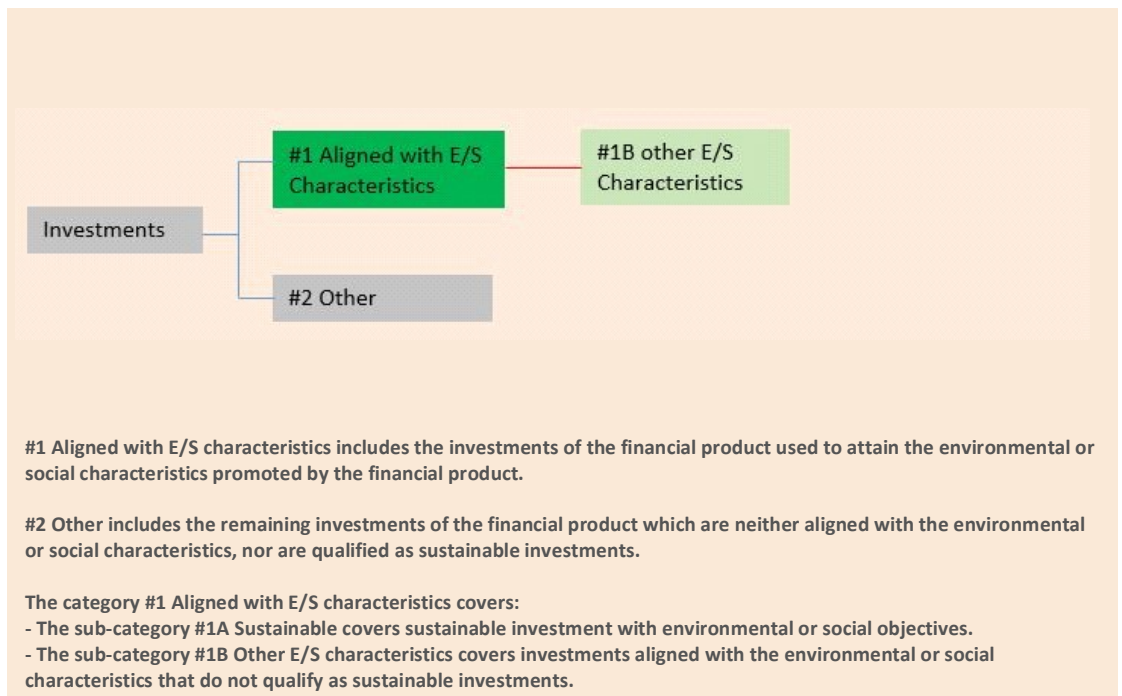 #1 Aligned with E/S
Characteristics
#1B other E/S
Characteristics
Investments
#2 Other
#1 Aligned with E/S characteristics includes the investments of the financial product used to attain the environmental or
social characteristics promoted by the financial product.
#2 Other includes the remaining investments of the financial product which are neither aligned with the environmental
or social characteristics, nor are qualified as sustainable investments.
The category #1 Aligned with E/S characteristics covers:
- The sub-category #1A Sustainable covers sustainable investment with environmental or social objectives.
- The sub-category #1B Other E/S characteristics covers investments aligned with the environmental or social
characteristics that do not qualify as sustainable investments.